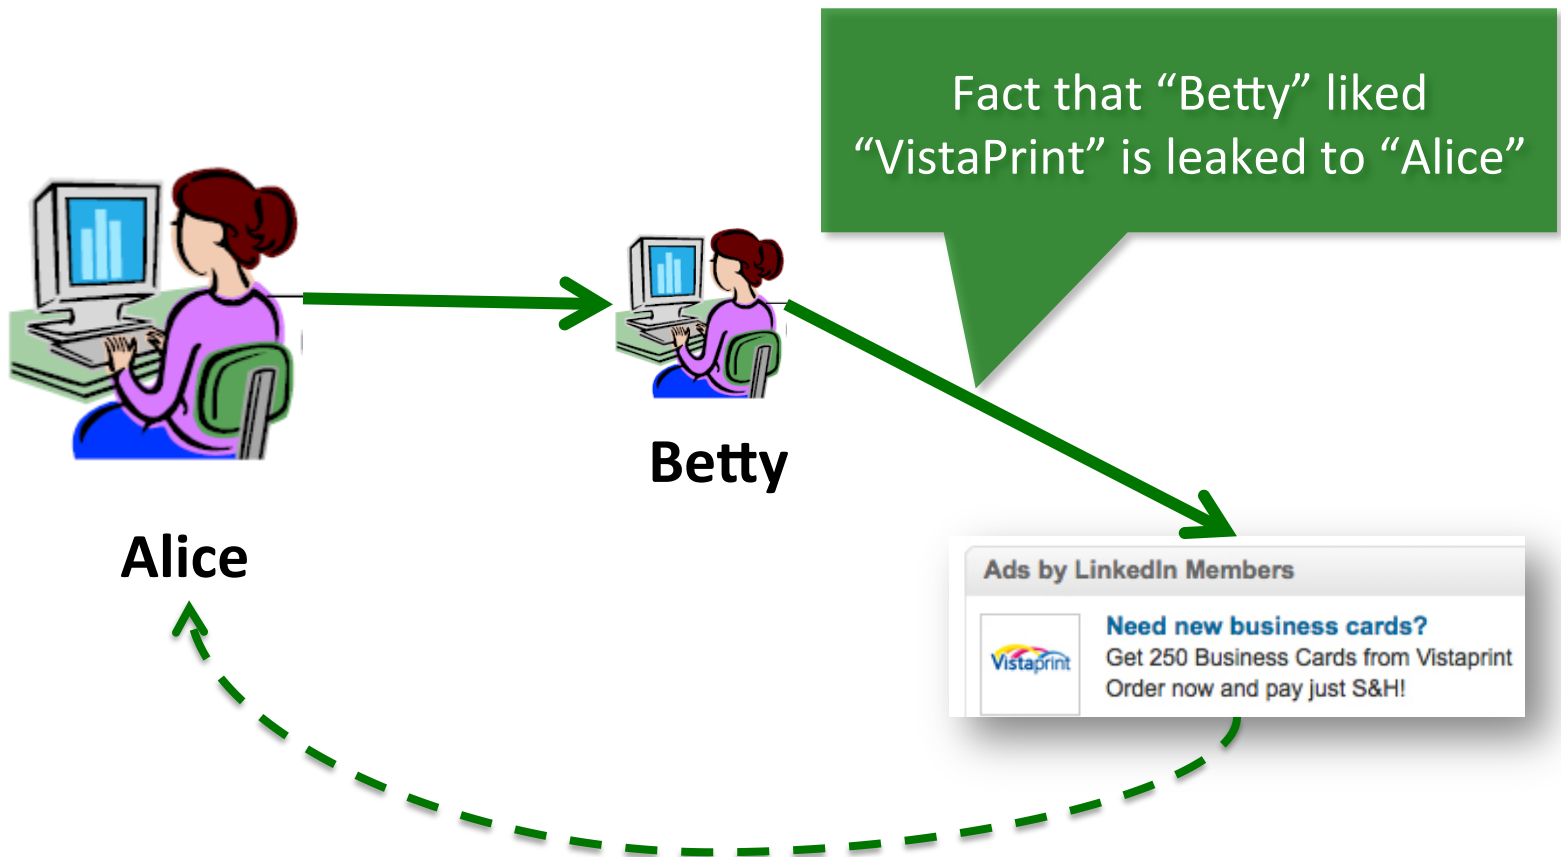 Fact that “Betty” liked
“VistaPrint” is leaked to “Alice”
Betty
Alice
Ads by LinkedIn Members
Need new business cards?
Vistaprint
Get 250 Business Cards from Vistaprint
Order now and pay just S&H!